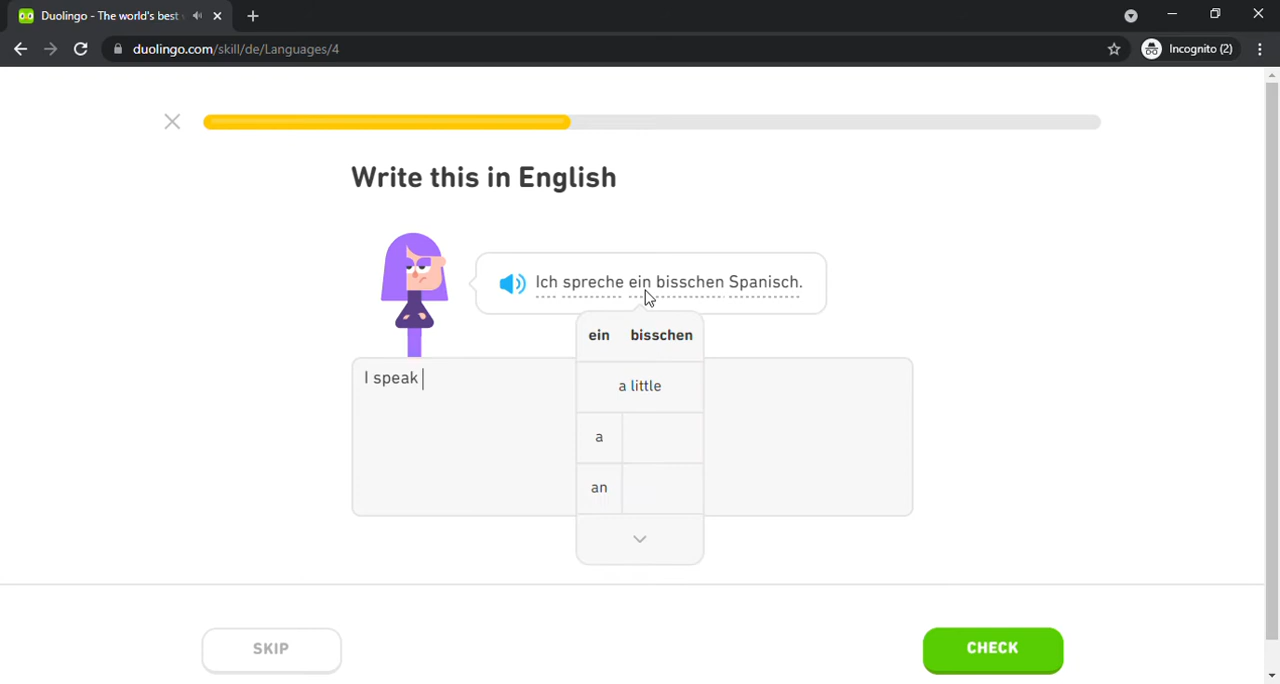 Duolingo - The world's best
duolingo.com/skill/de/Languages/4
Incognito (2)
Write this in English
Ich spreche ein bisschen Spanisch.
ein bisschen
a little
I speak
a
an
SKIP
CHECK